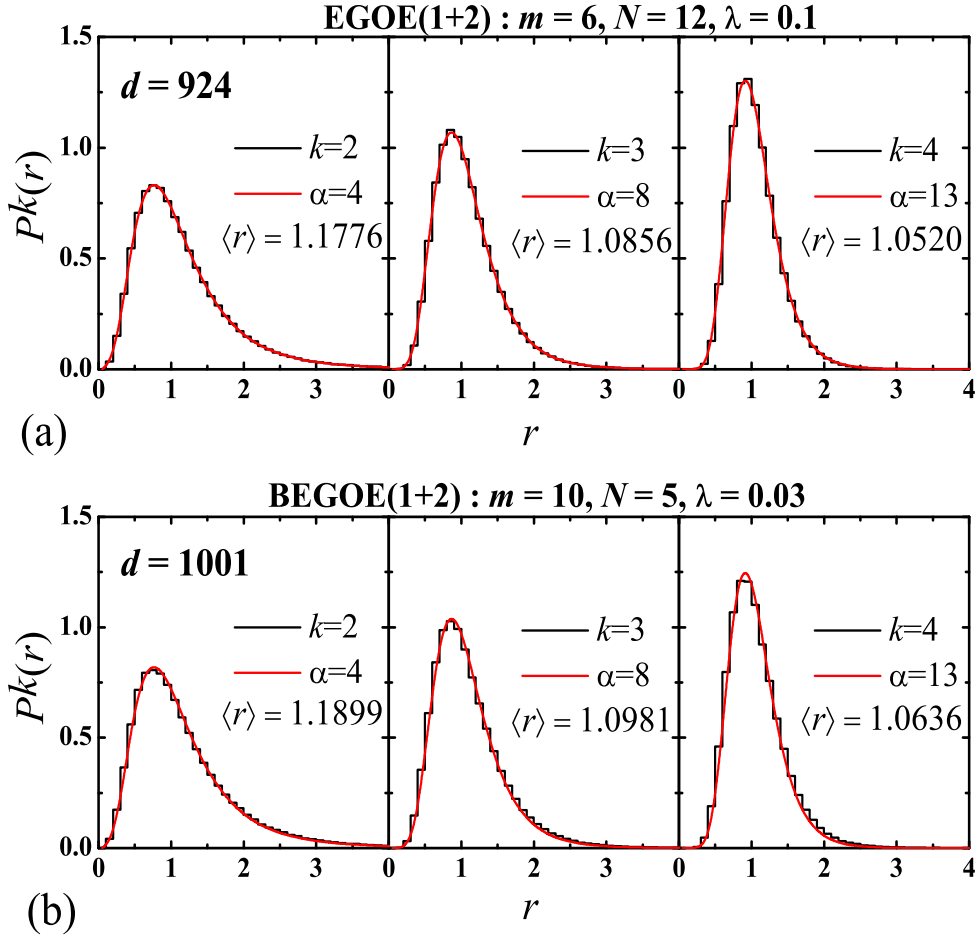 EGOE(1+2) : m = 6, N = 12, λ = 0.1
1.5
1.0
0.5
0.0
Pk(r)
d = 924
k=2
α=4
⟨r⟩ = 1.1776
k=3
α=8
⟨r⟩ = 1.0856
k=4
α=13
⟨r⟩ = 1.0520
0 1 2 3 0 1 2 3 0 1 2 3 4
(a)
r
BEGOE(1+2) : m = 10, N = 5, λ = 0.03
1.5
1.0
0.5
0.0
Pk(r)
d = 1001
k=2
α=4
⟨r⟩ = 1.1899
k=3
α=8
⟨r⟩ = 1.0981
k=4
α=13
⟨r⟩ = 1.0636
0 1 2 3 0 1 2 3 0 1 2 3 4
(b)
r